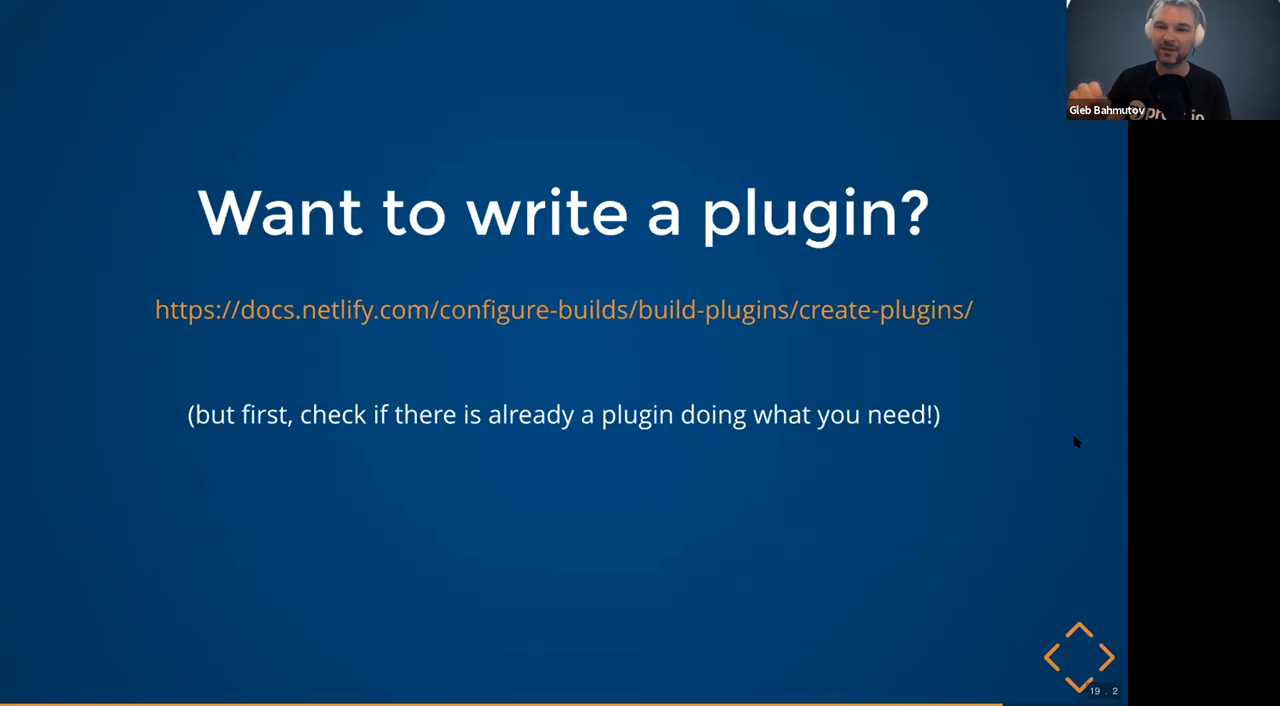 Gleb Bahmutov
Want to write a plugin?
https://docs.netlify.com/configure-builds/build-plugins/create-plugins/
(but first, check if there is already a plugin doing what you need!)
19 . 2